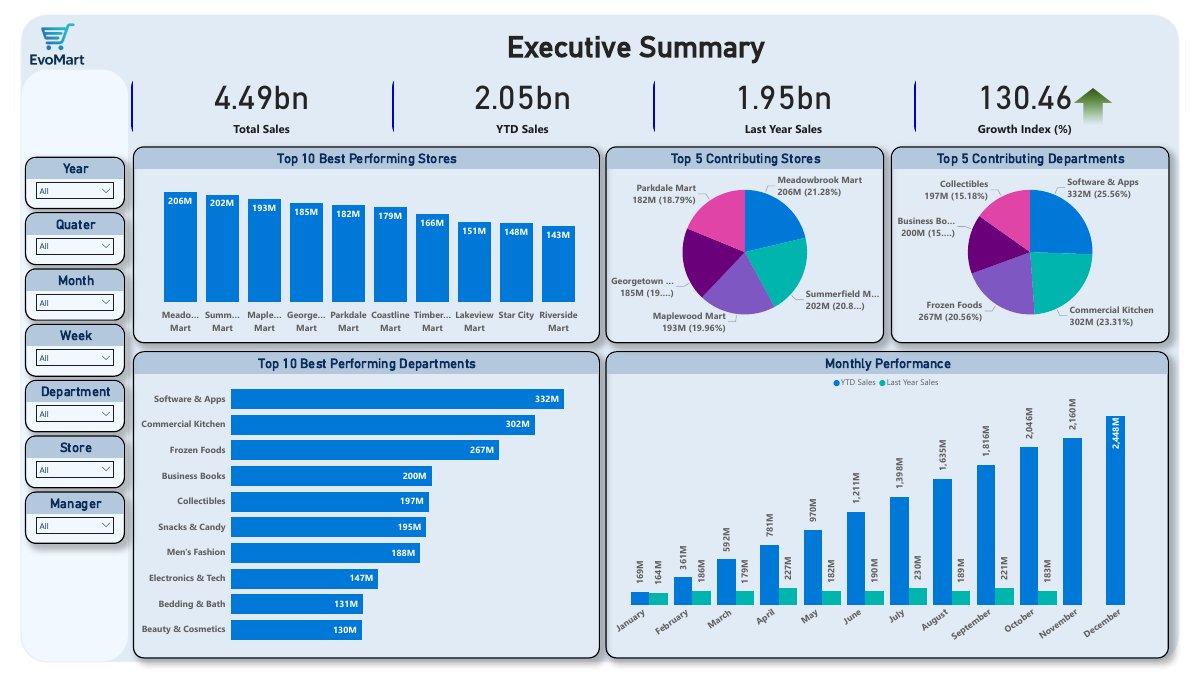 EvoMart
Executive Summary
4.49bn
Total Sales
2.05bn
YTD Sales
1.95bn
Last Year Sales
130.46
Growth Index (%)
Year
All
Quater
All
Month
All
Week
All
Department
All
Store
All
Manager
All
Top 10 Best Performing Stores
206M
202M
193M
185M
182M
179M
166M
151M
148M
143M
Meado...
Mart
Summ...
Mart
Maple...
Mart
George...
Mart
Parkdale
Mart
Coastline
Mart
Timber...
Mart
Lakeview
Mart
Star City
Riverside
Mart
Top 5 Contributing Stores
Meadowbrook Mart
206M (21.28%)
Summerfield M...
202M (20.8...)
Maplewood Mart
193M (19.96%)
Georgetown ...
185M (19....)
Parkdale Mart
182M (18.79%)
Top 5 Contributing Departments
Software & Apps
332M (25.56%)
Commercial Kitchen
302M (23.31%)
Frozen Foods
267M (20.56%)
Business Bo...
200M (15....)
Collectibles
197M (15.18%)
Top 10 Best Performing Departments
Software & Apps 332M
Commercial Kitchen 302M
Frozen Foods 267M
Business Books 200M
Collectibles 197M
Snacks & Candy 195M
Men's Fashion 188M
Electronics & Tech 147M
Bedding & Bath 131M
Beauty & Cosmetics 130M
Monthly Performance
YTD Sales Last Year Sales
169M
164M
361M
186M
592M
179M
781M
227M
970M
182M
1,211M
190M
1,398M
230M
1,635M
189M
1,816M
221M
2,046M
183M
2,160M
2,448M
January
February
March
April
May
June
July
August
September
October
November
December